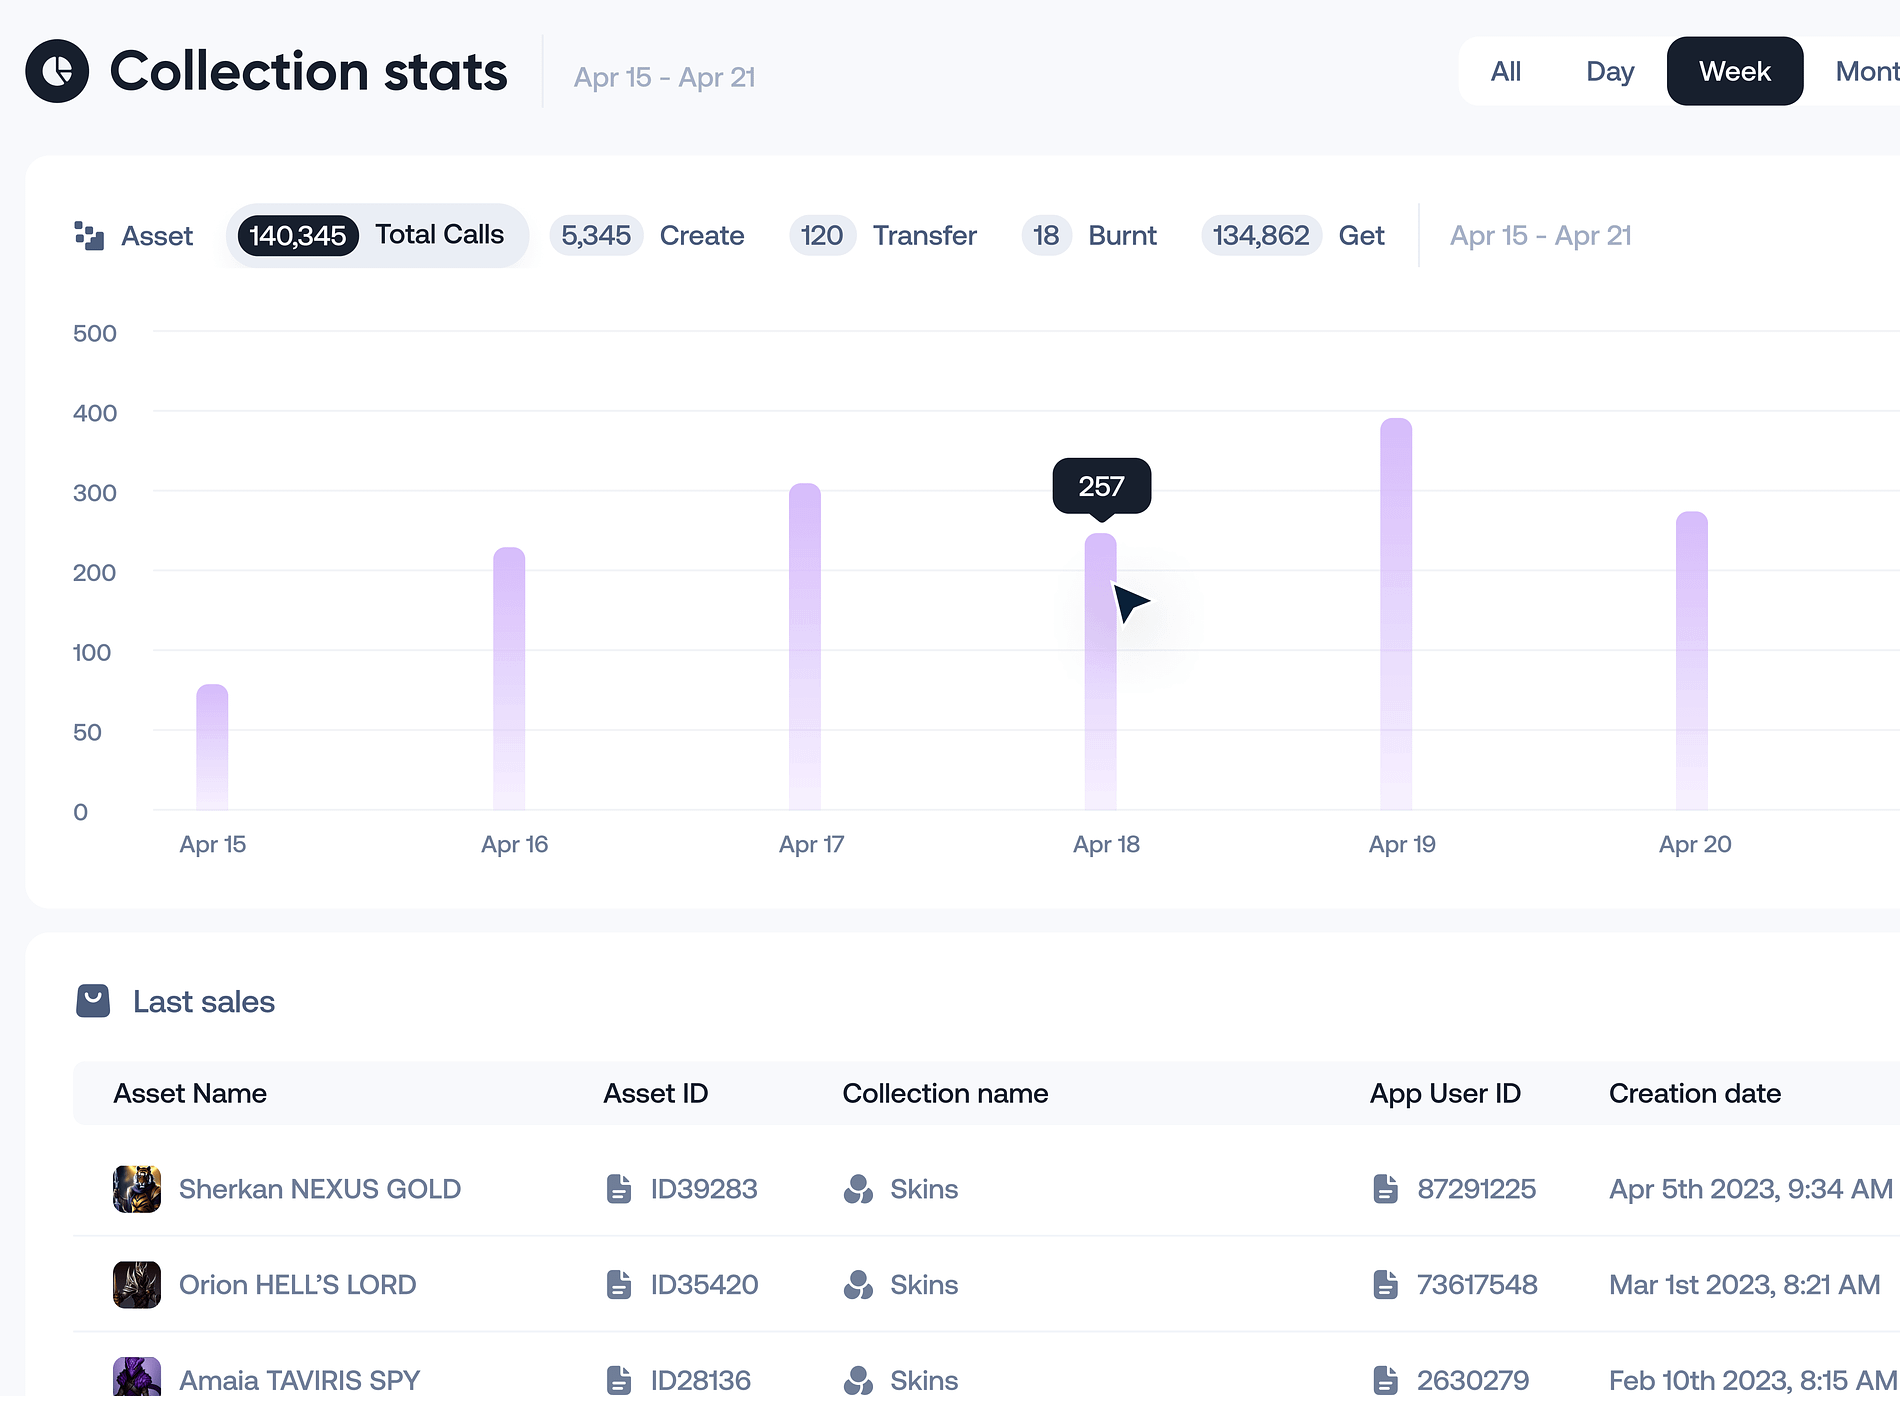 Collection stats
Apr 15 - Apr 21
All Day Week Mont
Asset 140,345 Total Calls 5,345 Create 120 Transfer 18 Burnt 134,862 Get Apr 15 - Apr 21
500
400
300
257
200
100
50
0
Apr 15 Apr 16 Apr 17 Apr 18 Apr 19 Apr 20
Last sales
Asset Name Asset ID Collection name App User ID Creation date
Sherkan NEXUS GOLD ID39283 Skins 87291225 Apr 5th 2023, 9:34 AM
Orion HELL’S LORD ID35420 Skins 73617548 Mar 1st 2023, 8:21 AM
Amaia TAVIRIS SPY ID28136 Skins 2630279 Feb 10th 2023, 8:15 AM